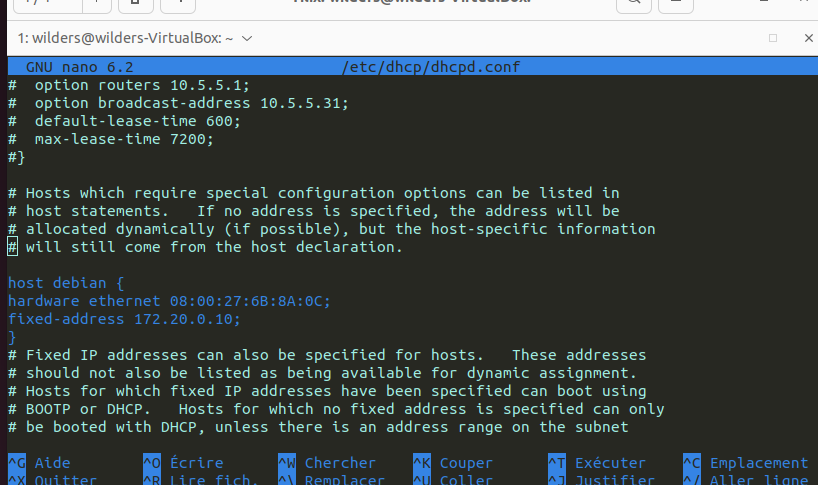 1: wilders@wilders-VirtualBox: ~
GNU nano 6.2 /etc/dhcp/dhcpd.conf
#  option routers 10.5.5.1;
#  option broadcast-address 10.5.5.31;
#  default-lease-time 600;
#  max-lease-time 7200;
#}
# Hosts which require special configuration options can be listed in
# host statements.   If no address is specified, the address will be
# allocated dynamically (if possible), but the host-specific information
# will still come from the host declaration.
host debian {
hardware ethernet 08:00:27:6B:8A:0C;
fixed-address 172.20.0.10;
}
# Fixed IP addresses can also be specified for hosts.   These addresses
# should not also be listed as being available for dynamic assignment.
# Hosts for which fixed IP addresses have been specified can boot using
# BOOTP or DHCP.   Hosts for which no fixed address is specified can only
# be booted with DHCP, unless there is an address range on the subnet
^G Aide ^O Écrire ^W Chercher ^K Couper ^T Exécuter ^C Emplacement
^X Quitter ^R Lire fich. ^\ Remplacer ^U Coller ^J Justifier ^/ Aller ligne